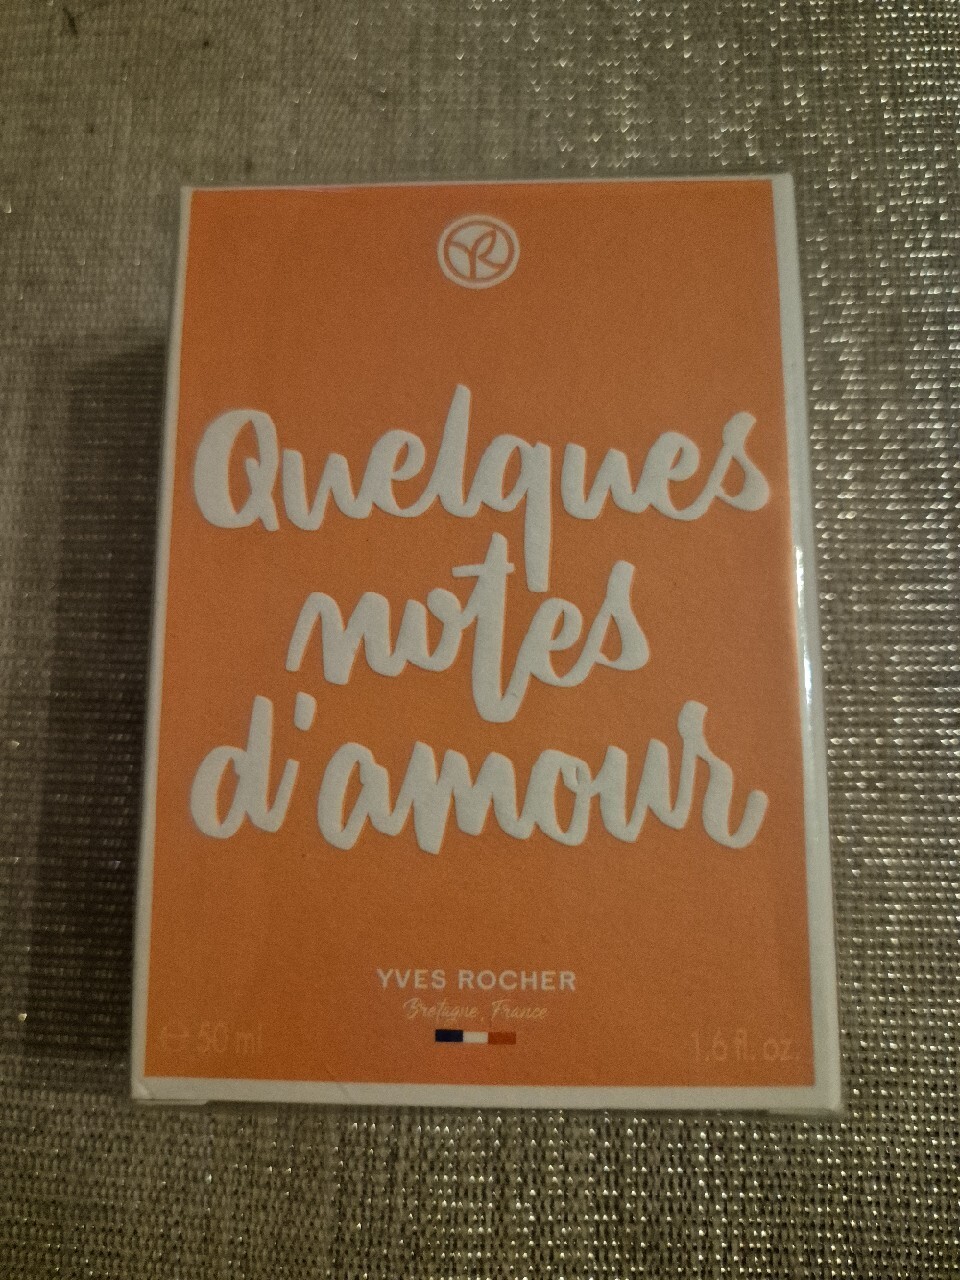 Quelques
notes
d'amour
YVES ROCHER
Bretagne, France
e 50 ml
1.6 fl. oz.